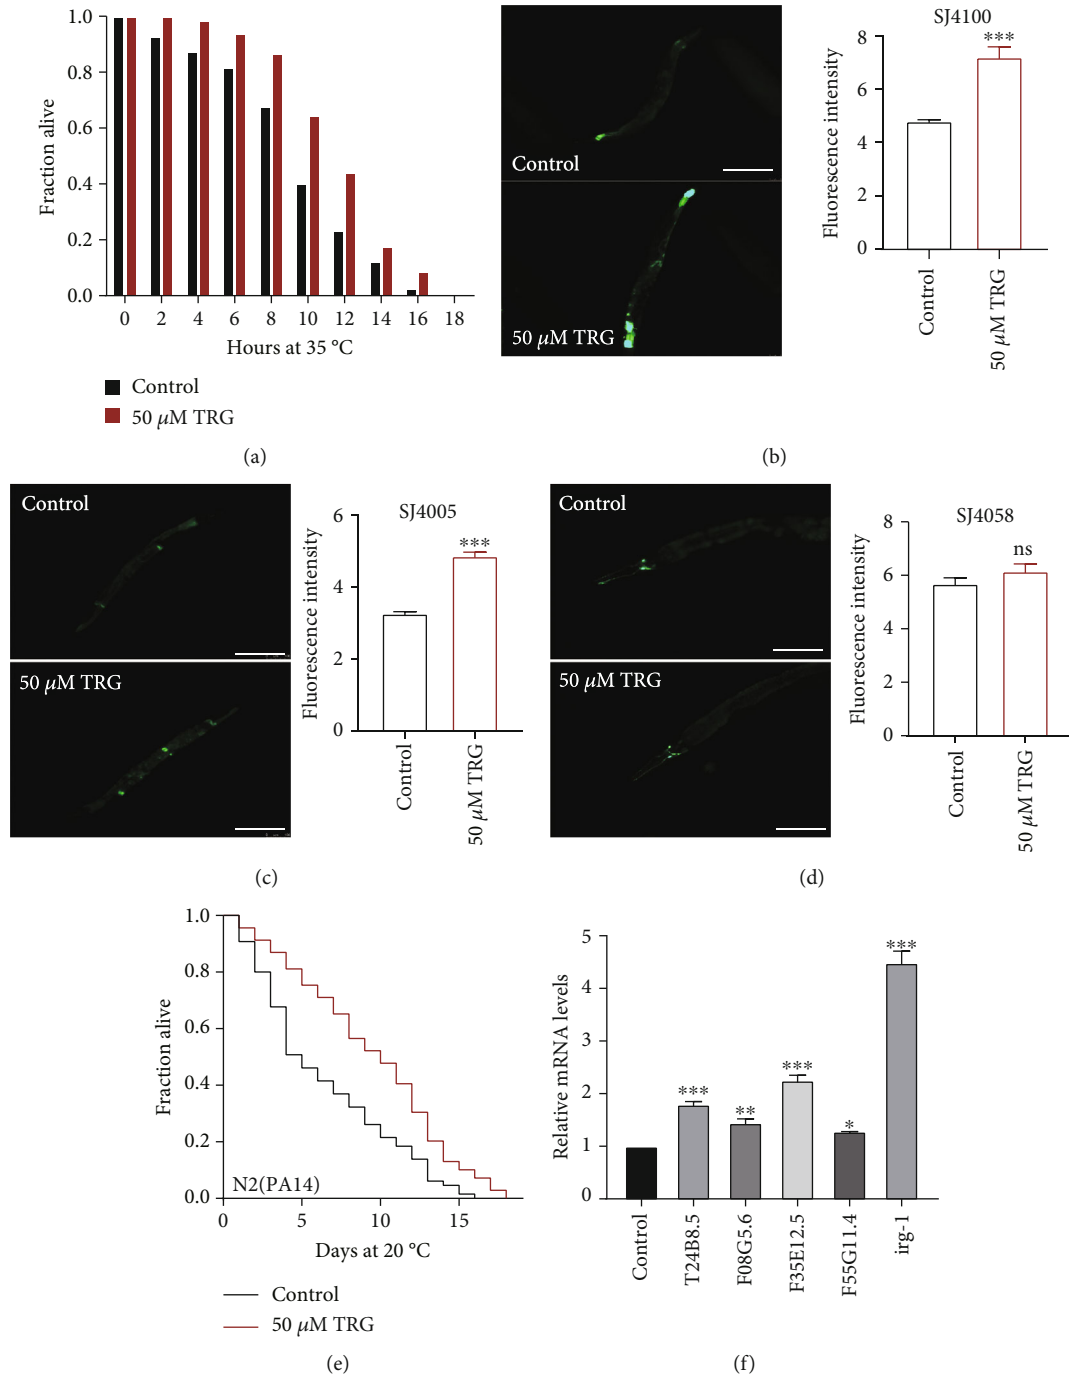 1.0
0.8
0.6
0.4
0.2
0.0
Fraction alive
0 2 4 6 8 10 12 14 16 18
Hours at 35 °C
Control
50 μM TRG
(a)
Control
50 μM TRG
SJ4100
***
8
6
4
2
0
Fluorescence intensity
Control
50 μM TRG
(b)
Control
50 μM TRG
SJ4005
***
6
4
2
0
Fluorescence intensity
Control
50 μM TRG
(c)
Control
50 μM TRG
SJ4058
ns
8
6
4
2
0
Fluorescence intensity
Control
50 μM TRG
(d)
1.0
0.8
0.6
0.4
0.2
0.0
Fraction alive
N2(PA14)
0 5 10 15
Days at 20 °C
Control
50 μM TRG
(e)
5
4
3
2
1
0
Relative mRNA levels
***
**
***
*
***
Control
T24B8.5
F08G5.6
F35E12.5
F55G11.4
irg-1
(f)